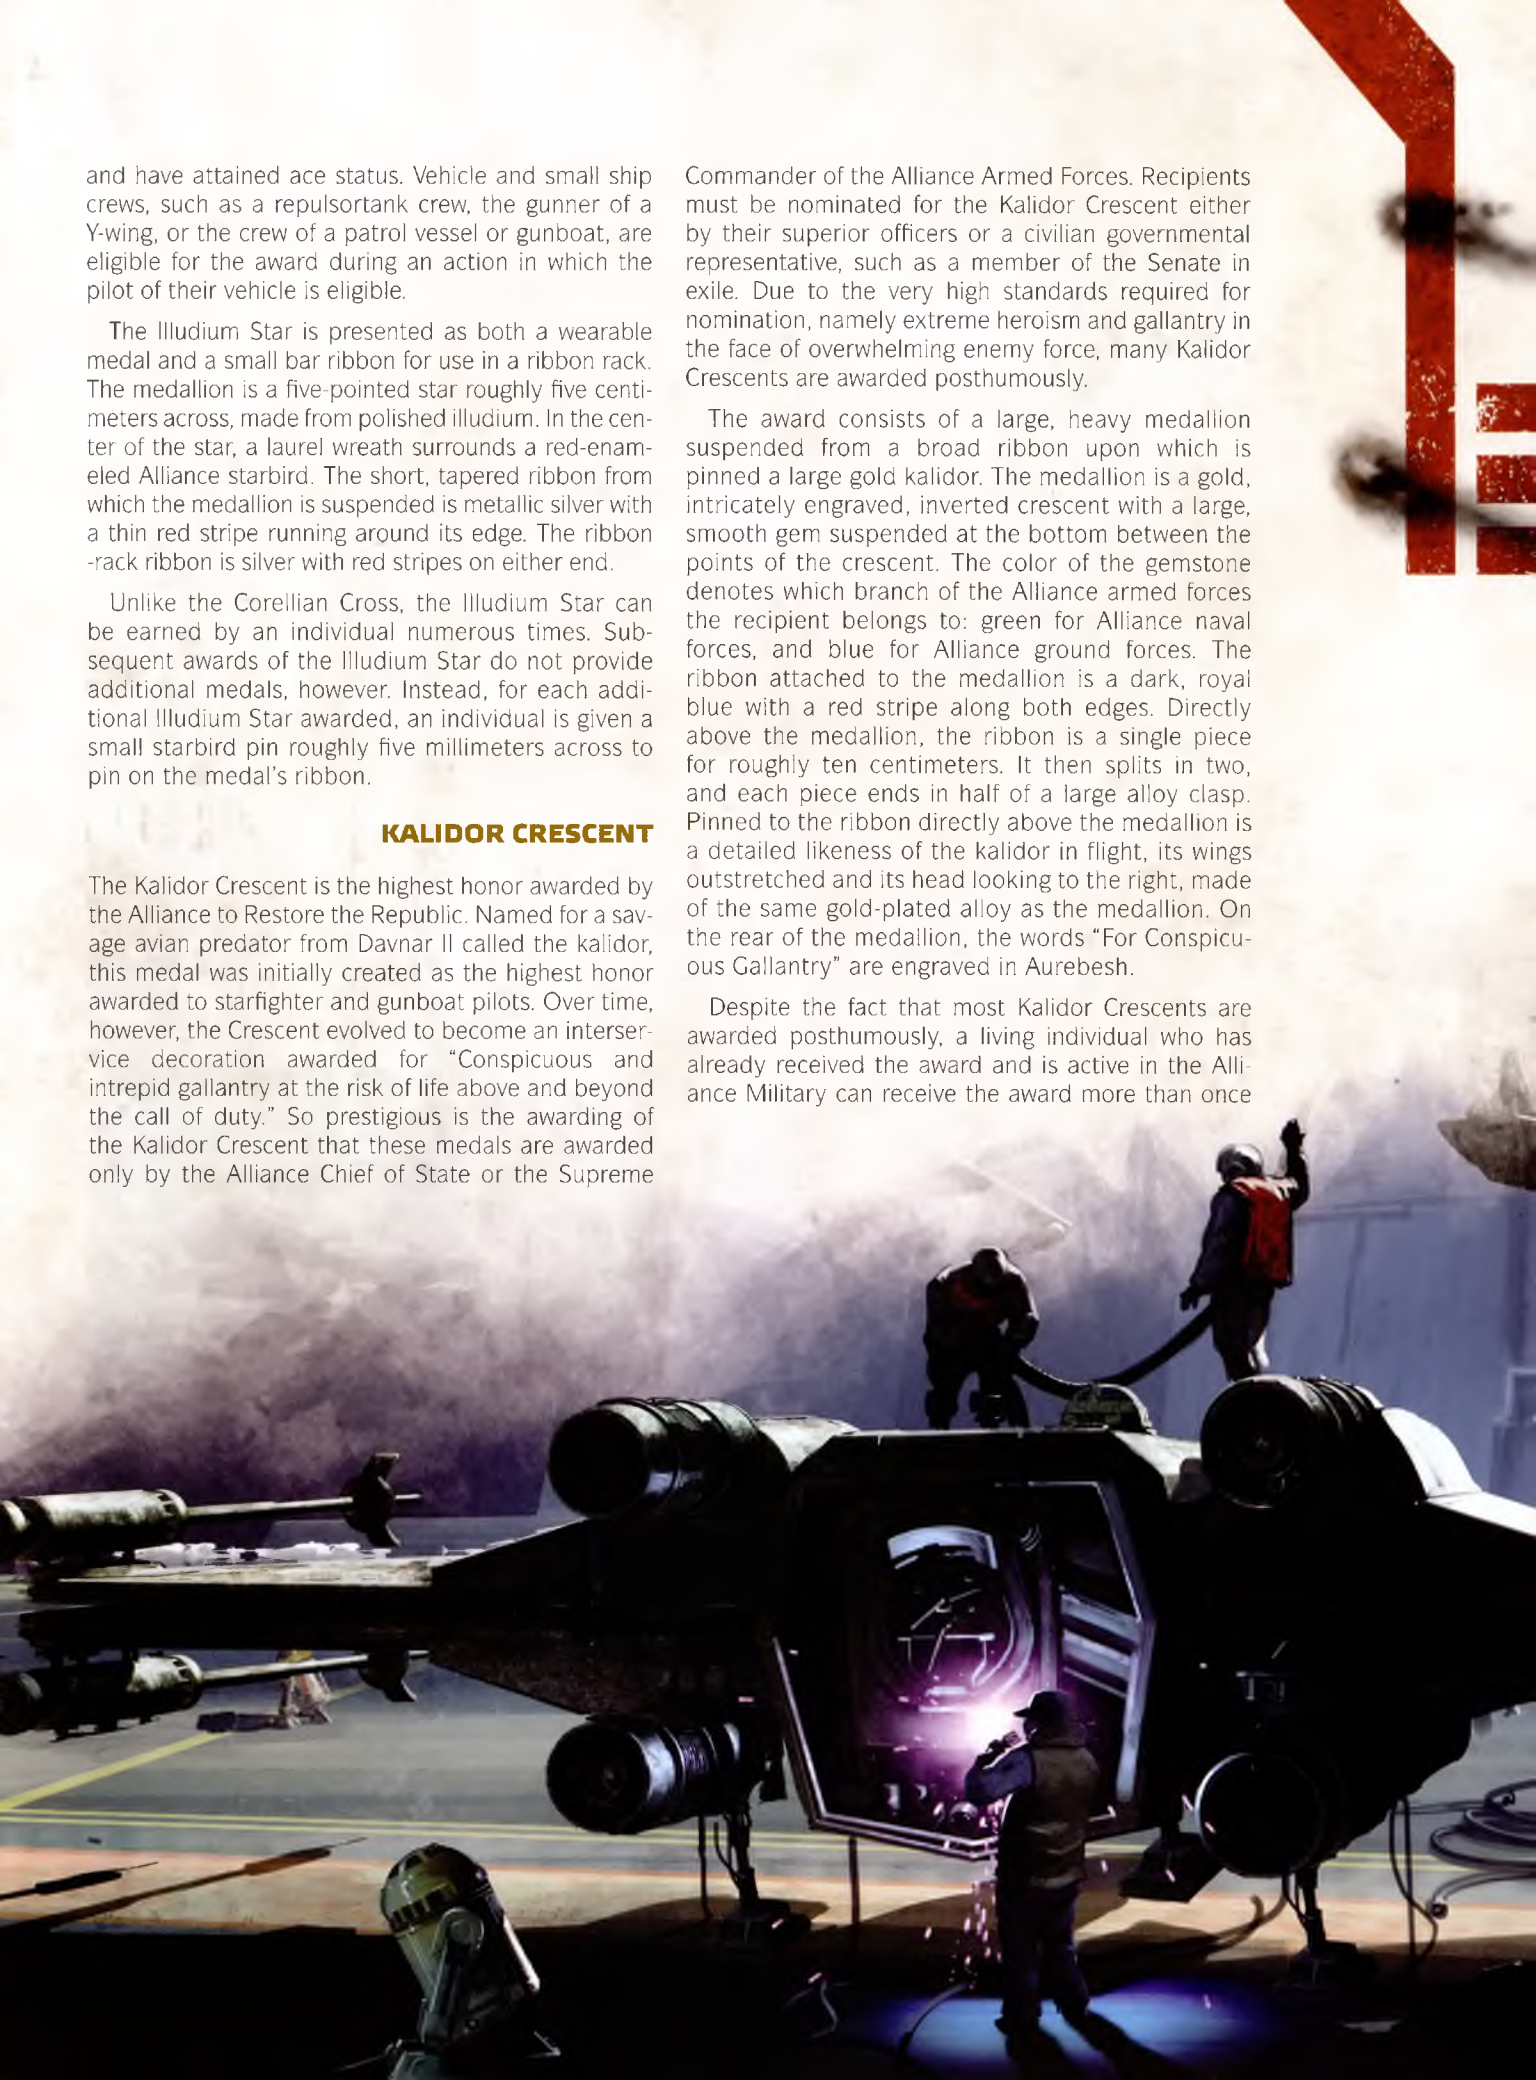 and have attained ace status. Vehicle and small ship
crews, such as a repulsortank crew, the gunner of a
Y-wing, or the crew of a patrol vessel or gunboat, are
eligible for the award during an action in which the
pilot of their vehicle is eligible.
The Illudium Star is presented as both a wearable
medal and a small bar ribbon for use in a ribbon rack.
The medallion is a five-pointed star roughly five centi-
meters across, made from polished illudium. In the cen-
ter of the star, a laurel wreath surrounds a red-enam-
eled Alliance starbird. The short, tapered ribbon from
which the medallion is suspended is metallic silver with
a thin red stripe running around its edge. The ribbon
-rack ribbon is silver with red stripes on either end.
Unlike the Corellian Cross, the Illudium Star can
be earned by an individual numerous times. Sub-
sequent awards of the Illudium Star do not provide
additional medals, however. Instead, for each addi-
tional Illudium Star awarded, an individual is given a
small starbird pin roughly five millimeters across to
pin on the medal's ribbon.
KALIDOR CRESCENT
The Kalidor Crescent is the highest honor awarded by
the Alliance to Restore the Republic. Named for a sav-
age avian predator from Davnar II called the kalidor,
this medal was initially created as the highest honor
awarded to starfighter and gunboat pilots. Over time,
however, the Crescent evolved to become an interser-
vice decoration awarded for "Conspicuous and
intrepid gallantry at the risk of life above and beyond
the call of duty." So prestigious is the awarding of
the Kalidor Crescent that these medals are awarded
only by the Alliance Chief of State or the Supreme
Commander of the Alliance Armed Forces. Recipients
must be nominated for the Kalidor Crescent either
by their superior officers or a civilian governmental
representative, such as a member of the Senate in
exile. Due to the very high standards required for
nomination, namely extreme heroism and gallantry in
the face of overwhelming enemy force, many Kalidor
Crescents are awarded posthumously.
The award consists of a large, heavy medallion
suspended from a broad ribbon upon which is
pinned a large gold kalidor. The medallion is a gold,
intricately engraved, inverted crescent with a large,
smooth gem suspended at the bottom between the
points of the crescent. The color of the gemstone
denotes which branch of the Alliance armed forces
the recipient belongs to: green for Alliance naval
forces, and blue for Alliance ground forces. The
ribbon attached to the medallion is a dark, royal
blue with a red stripe along both edges. Directly
above the medallion, the ribbon is a single piece
for roughly ten centimeters. It then splits in two,
and each piece ends in half of a large alloy clasp.
Pinned to the ribbon directly above the medallion is
a detailed likeness of the kalidor in flight, its wings
outstretched and its head looking to the right, made
of the same gold-plated alloy as the medallion. On
the rear of the medallion, the words "For Conspicu-
ous Gallantry" are engraved in Aurebesh.
Despite the fact that most Kalidor Crescents are
awarded posthumously, a living individual who has
already received the award and is active in the Alli-
ance Military can receive the award more than once